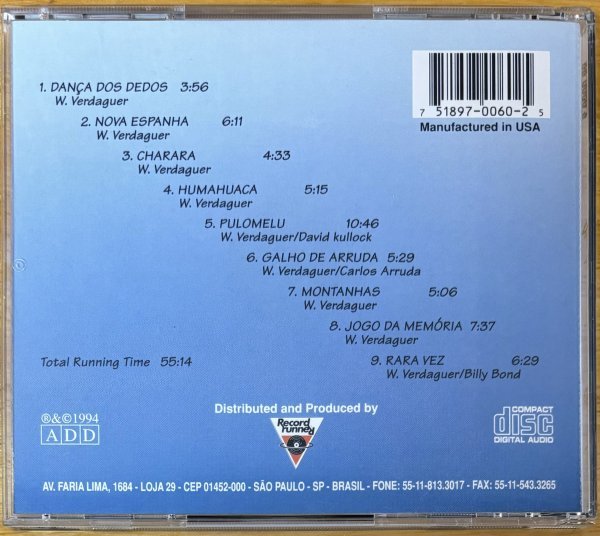 1. DANÇA DOS DEDOS 3:56
W. Verdaguer
2. NOVA ESPANHA 6:11
W. Verdaguer
3. CHARARA 4:33
W. Verdaguer
4. HUMAHUACA 5:15
W. Verdaguer
5. PULOMELU 10:46
W. Verdaguer/David kullock
6. GALHO DE ARRUDA 5:29
W. Verdaguer/Carlos Arruda
7. MONTANHAS 5:06
W. Verdaguer
8. JOGO DA MEMÓRIA 7:37
W. Verdaguer
9. RARA VEZ 6:29
W. Verdaguer/Billy Bond
7 51897-0060-2 5
Manufactured in USA
Total Running Time 55:14
®&©1994
ADD
Distributed and Produced by
Record Runner
COMPACT
disc
DIGITAL AUDIO
AV. FARIA LIMA, 1684 - LOJA 29 - CEP 01452-000 - SÃO PAULO - SP - BRASIL - FONE: 55-11-813.3017 - FAX: 55-11-543.3265